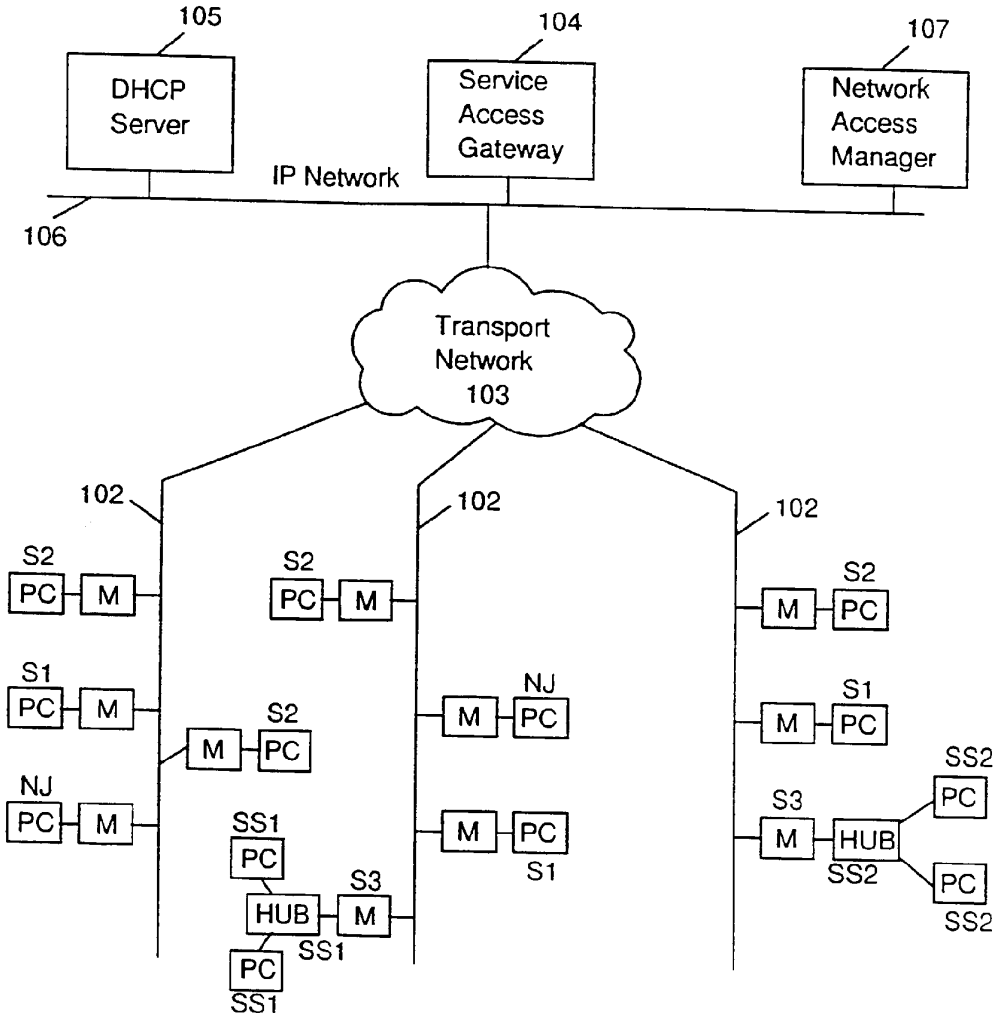 105
104
107
DHCP
Server
Service
Access
Gateway
Network
Access
Manager
IP Network
106
Transport
Network
103
102
102
102
S2
PC
M
S2
PC
M
S2
M
PC
S1
PC
M
NJ
M
PC
S1
M
PC
S2
M
PC
NJ
PC
M
M
PC
S1
SS1
PC
S3
HUB
M
SS1
PC
SS1
SS2
PC
S3
M
HUB
SS2
PC
SS2